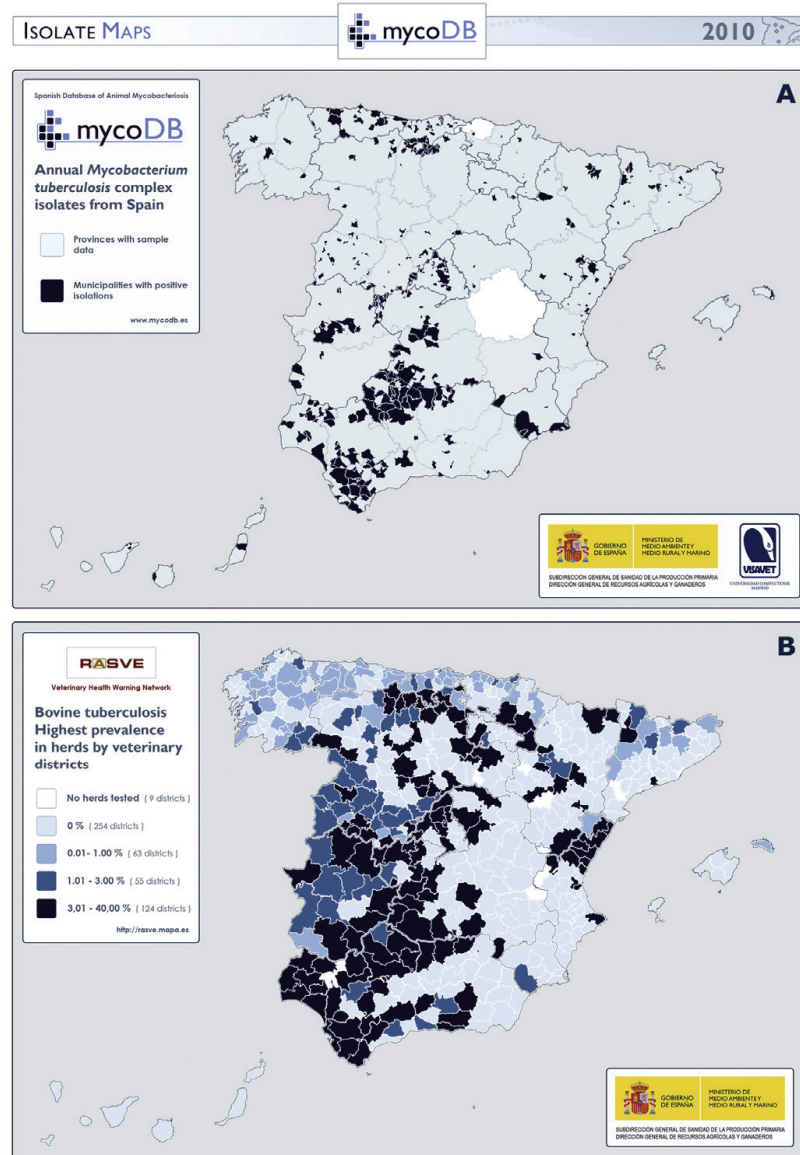 ISOLATE MAPS
mycoDB
2010
A
Spanish Database of Animal Mycobacteriosis
mycoDB
Annual Mycobacterium
tuberculosis complex
isolates from Spain
Provinces with sample
data
Municipalities with positive
isolations
www.mycodb.es
GOBIERNO
DE ESPAÑA
MINISTERIO DE
MEDIO AMBIENTE Y
MEDIO RURAL Y MARINO
SUBDIRECCIÓN GENERAL DE SANIDAD DE LA PRODUCCIÓN PRIMARIA
DIRECCIÓN GENERAL DE RECURSOS AGRÍCOLAS Y GANADEROS
VISAVET
UNIVERSIDAD COMPLUTENSE
MADRID
B
RASVE
Veterinary Health Warning Network
Bovine tuberculosis
Highest prevalence
in herds by veterinary
districts
No herds tested ( 9 districts )
0 % ( 254 districts )
0.01- 1.00 % ( 63 districts )
1.01 - 3.00 % ( 55 districts )
3,01 - 40,00 % ( 124 districts )
http://rasve.mapa.es
GOBIERNO
DE ESPAÑA
MINISTERIO DE
MEDIO AMBIENTE Y
MEDIO RURAL Y MARINO
SUBDIRECCIÓN GENERAL DE SANIDAD DE LA PRODUCCIÓN PRIMARIA
DIRECCIÓN GENERAL DE RECURSOS AGRÍCOLAS Y GANADEROS